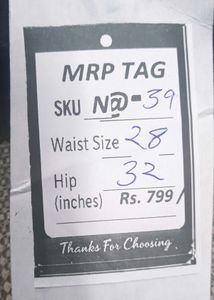 MRP TAG
SKU N@-39
Waist Size 28
Hip 32
(inches) Rs. 799/
Thanks For Choosing